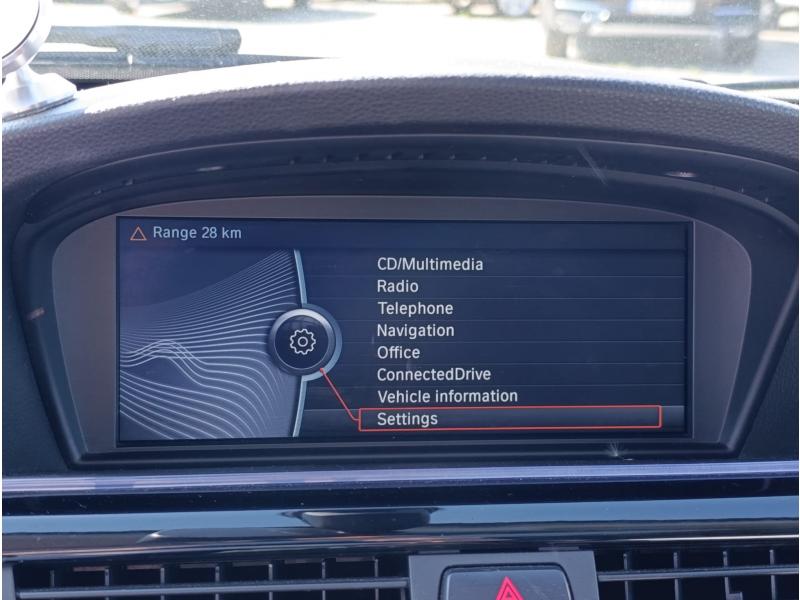 Range 28 km
CD/Multimedia
Radio
Telephone
Navigation
Office
ConnectedDrive
Vehicle information
Settings